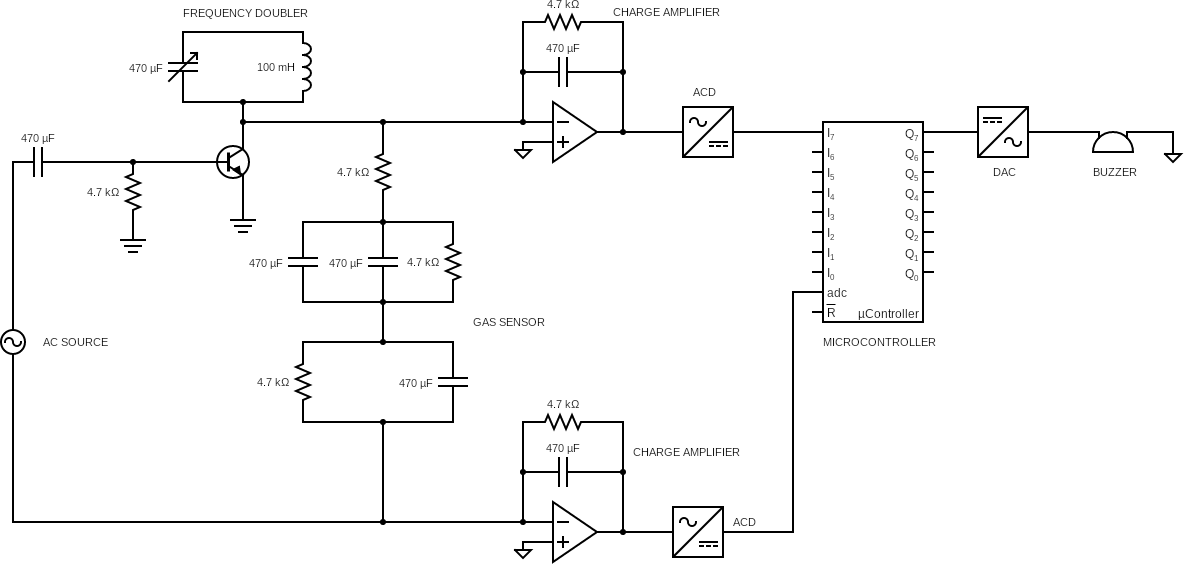 4.7 kΩ
FREQUENCY DOUBLER
CHARGE AMPLIFIER
470 µF
470 µF
100 mH
ACD
470 µF
I7
Q7
I6
Q6
4.7 kΩ
I5
Q5
DAC
BUZZER
4.7 kΩ
I4
Q4
I3
Q3
I2
Q2
I1
Q1
470 µF
470 µF
4.7 kΩ
I0
Q0
adc
R
µController
GAS SENSOR
AC SOURCE
MICROCONTROLLER
4.7 kΩ
470 µF
4.7 kΩ
470 µF
CHARGE AMPLIFIER
ACD